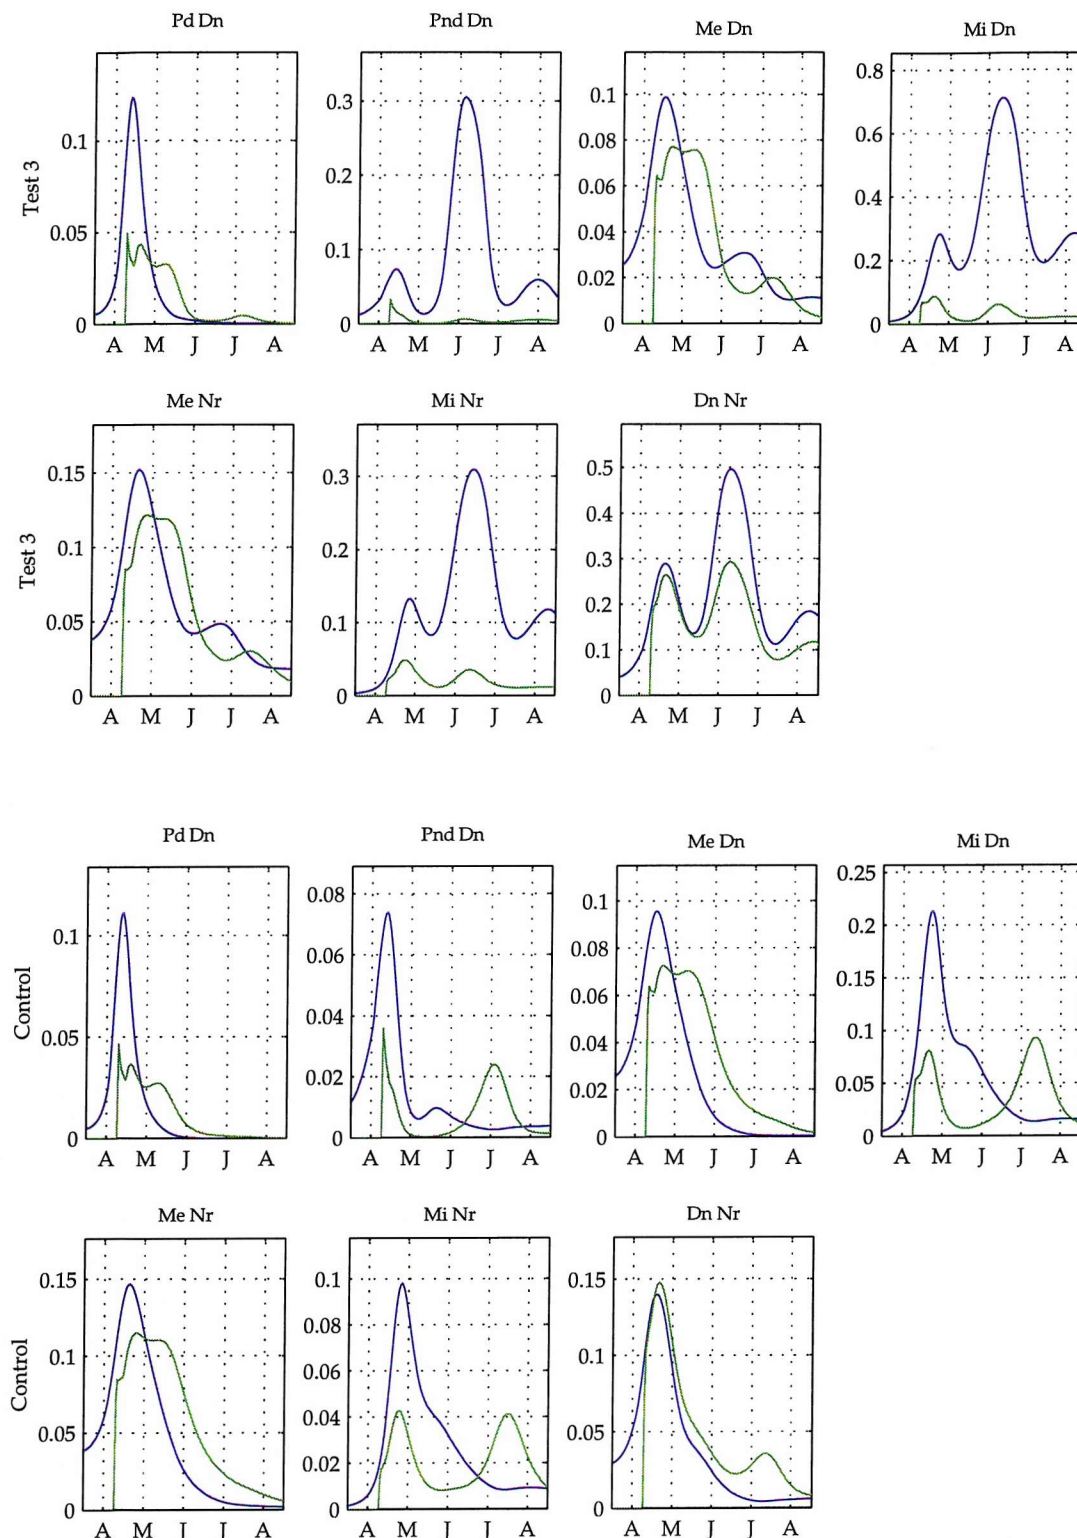 Pd Dn
Pnd Dn
Me Dn
Mi Dn
Test 3
0.1
0.05
0
A M J J A
0.3
0.2
0.1
0
A M J J A
0.1
0.08
0.06
0.04
0.02
0
A M J J A
0.8
0.6
0.4
0.2
0
A M J J A
Me Nr
Mi Nr
Dn Nr
Test 3
0.15
0.1
0.05
0
A M J J A
0.3
0.2
0.1
0
A M J J A
0.5
0.4
0.3
0.2
0.1
0
A M J J A
Pd Dn
Pnd Dn
Me Dn
Mi Dn
Control
0.1
0.05
0
A M J J A
0.08
0.06
0.04
0.02
0
A M J J A
0.1
0.08
0.06
0.04
0.02
0
A M J J A
0.25
0.2
0.15
0.1
0.05
0
A M J J A
Me Nr
Mi Nr
Dn Nr
Control
0.15
0.1
0.05
0
A M J J A
0.1
0.08
0.06
0.04
0.02
0
A M J J A
0.15
0.1
0.05
0
A M J J A